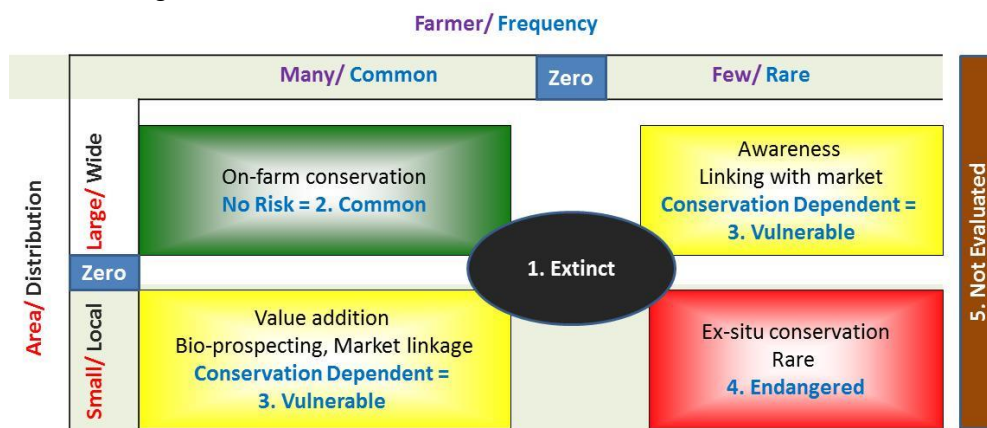 Farmer/ Frequency
Many/ Common
Zero
Few/ Rare
Area/ Distribution
Large/ Wide
Zero
Small/ Local
On-farm conservation
No Risk = 2. Common
Awareness
Linking with market
Conservation Dependent =
3. Vulnerable
1. Extinct
Value addition
Bio-prospecting, Market linkage
Conservation Dependent =
3. Vulnerable
Ex-situ conservation
Rare
4. Endangered
5. Not Evaluated